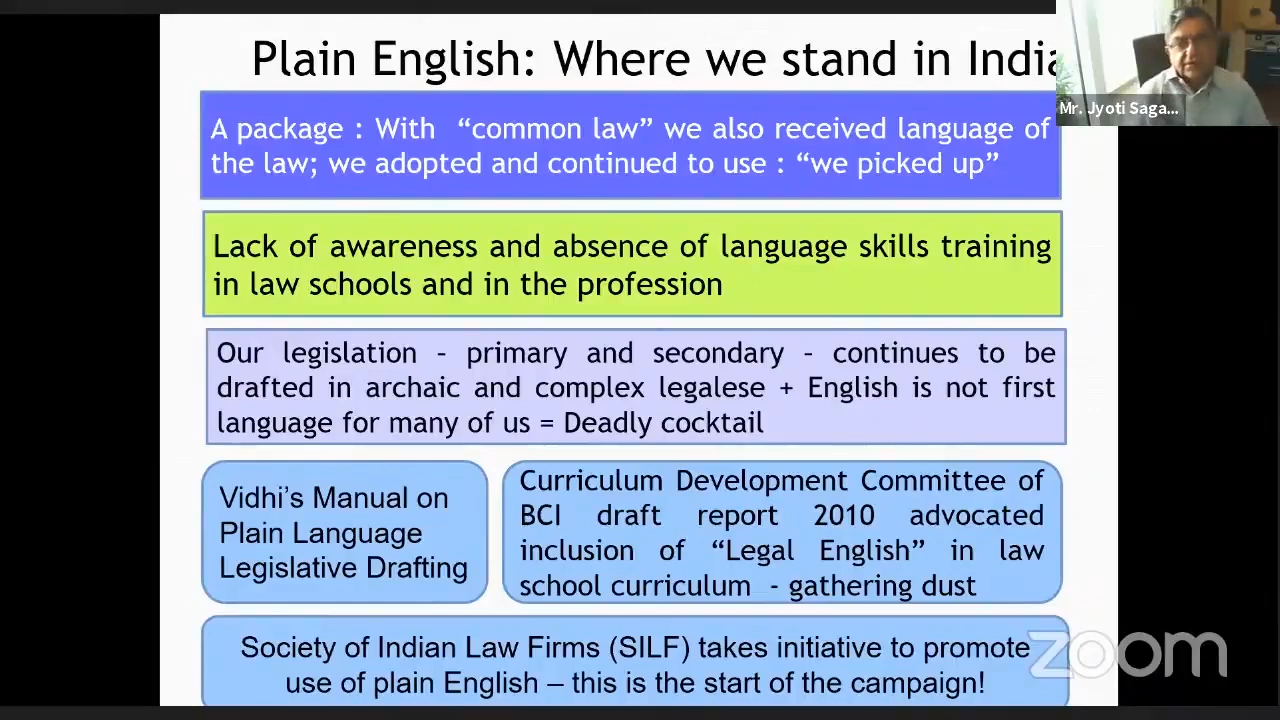 Plain English: Where we stand in India
Mr. Jyoti Saga...
A package : With “common law” we also received language of
the law; we adopted and continued to use : “we picked up”
Lack of awareness and absence of language skills training
in law schools and in the profession
Our legislation - primary and secondary - continues to be
drafted in archaic and complex legalese + English is not first
language for many of us = Deadly cocktail
Vidhi’s Manual on
Plain Language
Legislative Drafting
Curriculum Development Committee of
BCI draft report 2010 advocated
inclusion of “Legal English” in law
school curriculum - gathering dust
Society of Indian Law Firms (SILF) takes initiative to promote
use of plain English – this is the start of the campaign!
zoom